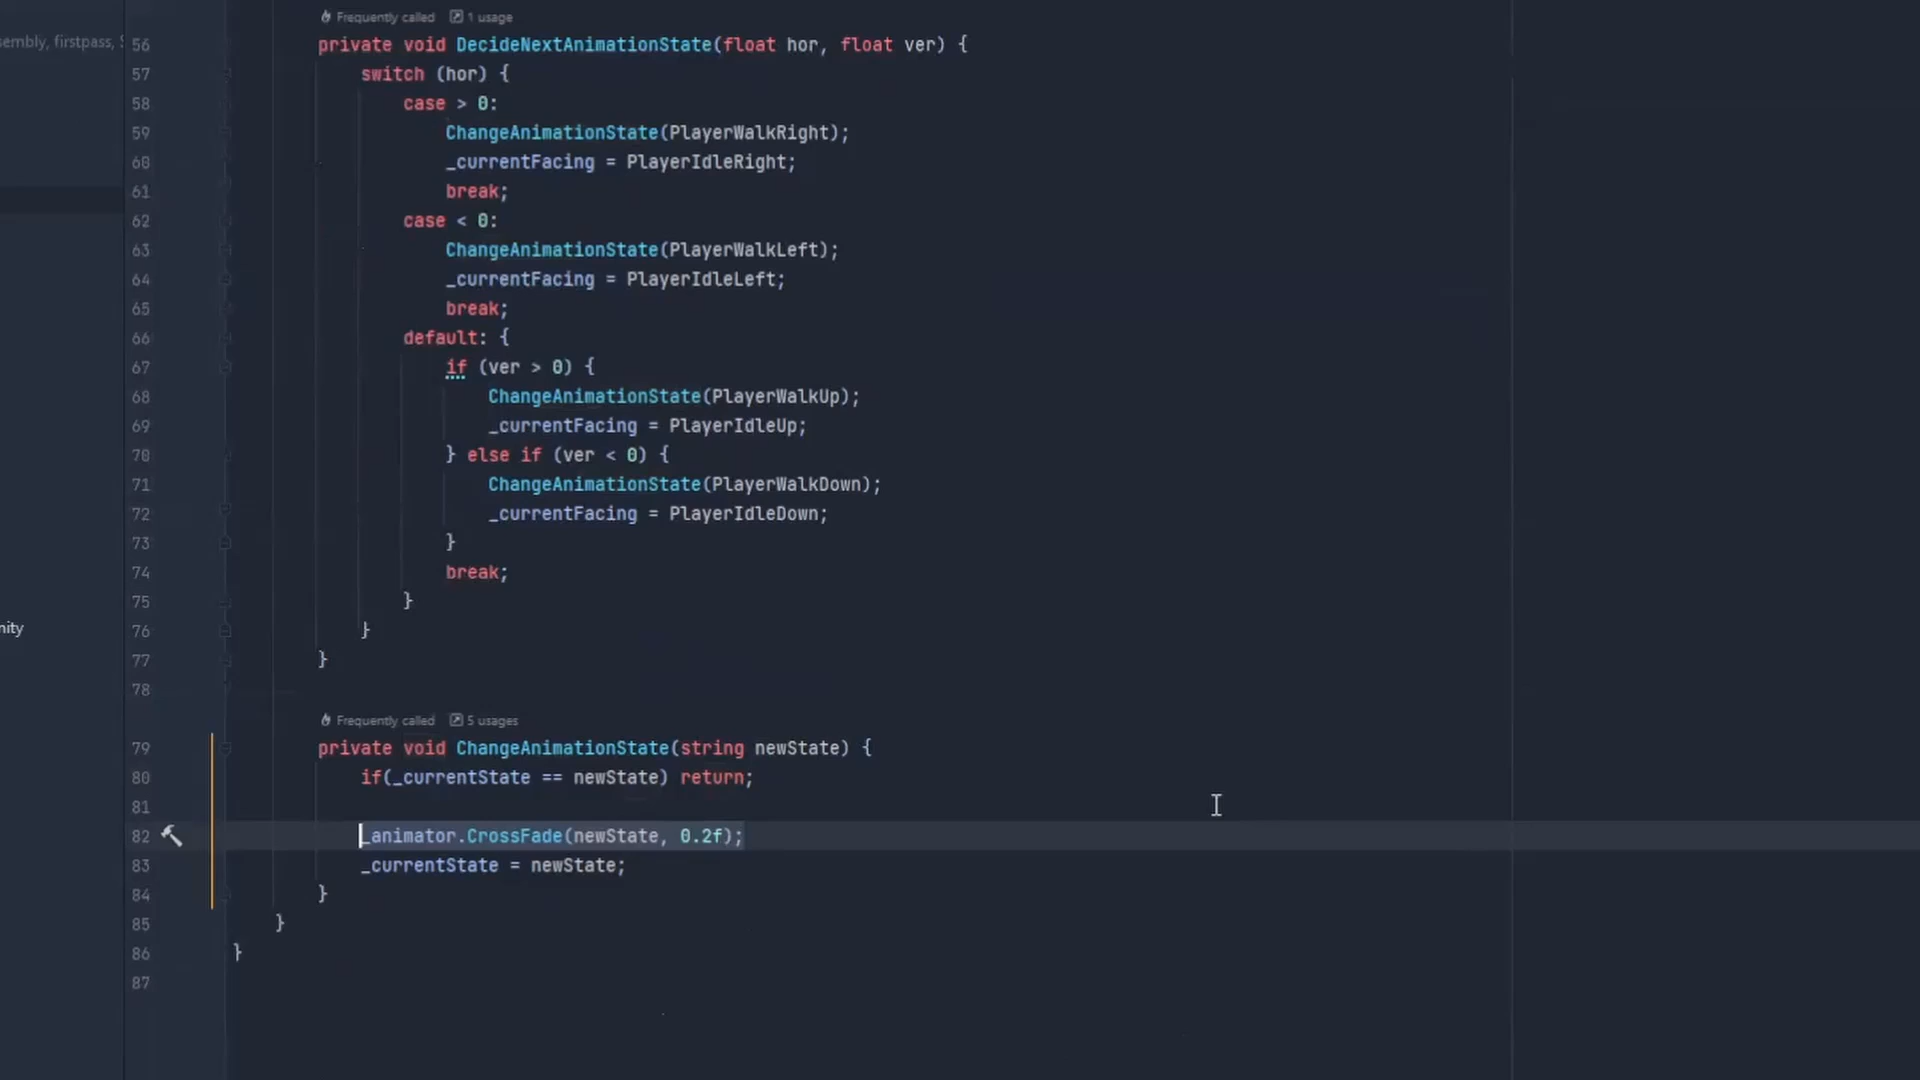 Frequently called 1 usage
sembly, firstpass, S
56 private void DecideNextAnimationState(float hor, float ver) {
57 switch (hor) {
58 case > 0:
59 ChangeAnimationState(PlayerWalkRight);
60 _currentFacing = PlayerIdleRight;
61 break;
62 case < 0:
63 ChangeAnimationState(PlayerWalkLeft);
64 _currentFacing = PlayerIdleLeft;
65 break;
66 default: {
67 if (ver > 0) {
68 ChangeAnimationState(PlayerWalkUp);
69 _currentFacing = PlayerIdleUp;
70 } else if (ver < 0) {
71 ChangeAnimationState(PlayerWalkDown);
72 _currentFacing = PlayerIdleDown;
73 }
74 break;
75 }
nity
76 }
77 }
78
Frequently called 5 usages
79 private void ChangeAnimationState(string newState) {
80 if(_currentState == newState) return;
81
82 _animator.CrossFade(newState, 0.2f);
83 _currentState = newState;
84 }
85 }
86 }
87